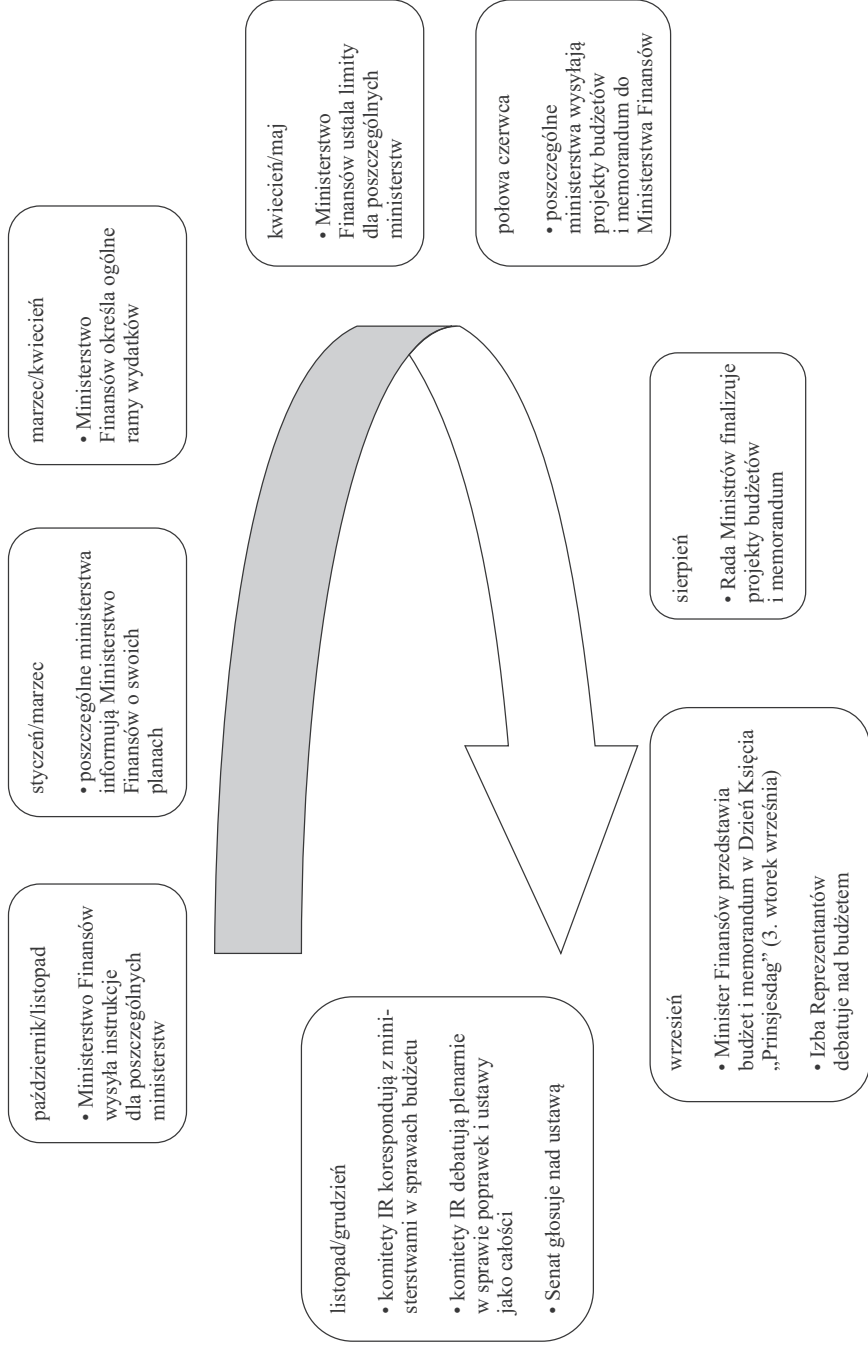 październik/listopad
• Ministerstwo Finansów
wysyła instrukcje
dla poszczególnych
ministerstw
styczeń/marzec
• poszczególne ministerstwa
informują Ministerstwo
Finansów o swoich
planach
marzec/kwiecień
• Ministerstwo
Finansów określa ogólne
ramy wydatków
kwiecień/maj
• Ministerstwo
Finansów ustala limity
dla poszczególnych
ministerstw
połowa czerwca
• poszczególne
ministerstwa wysyłają
projekty budżetów
i memorandum do
Ministerstwa Finansów
sierpień
• Rada Ministrów finalizuje
projekty budżetów
i memorandum
wrzesień
• Minister Finansów przedstawia
budżet i memorandum w Dzień Księcia
„Prinsjesdag” (3. wtorek września)
• Izba Reprezentantów
debatuje nad budżetem
listopad/grudzień
• komitety IR korespondują z mini-
sterstwami w sprawach budżetu
• komitety IR debatują plenarnie
w sprawie poprawek i ustawy
jako całości
• Senat głosuje nad ustawą